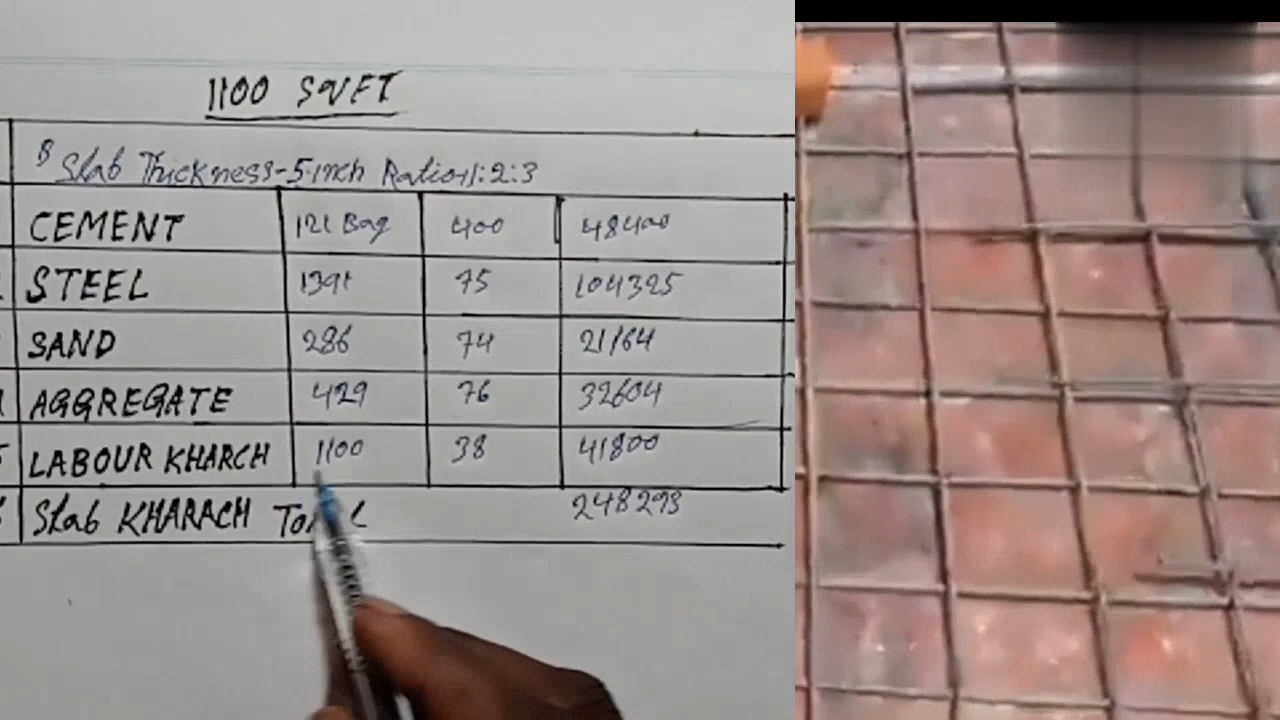 1100 SQFT
Slab Thickness-5 inch Ratio-1:2:3
CEMENT 121 Bag 400 48400
STEEL 1391 75 104325
SAND 286 74 21164
AGGREGATE 429 76 32604
LABOUR KHARCH 1100 38 41800
Slab KHARACH 248293